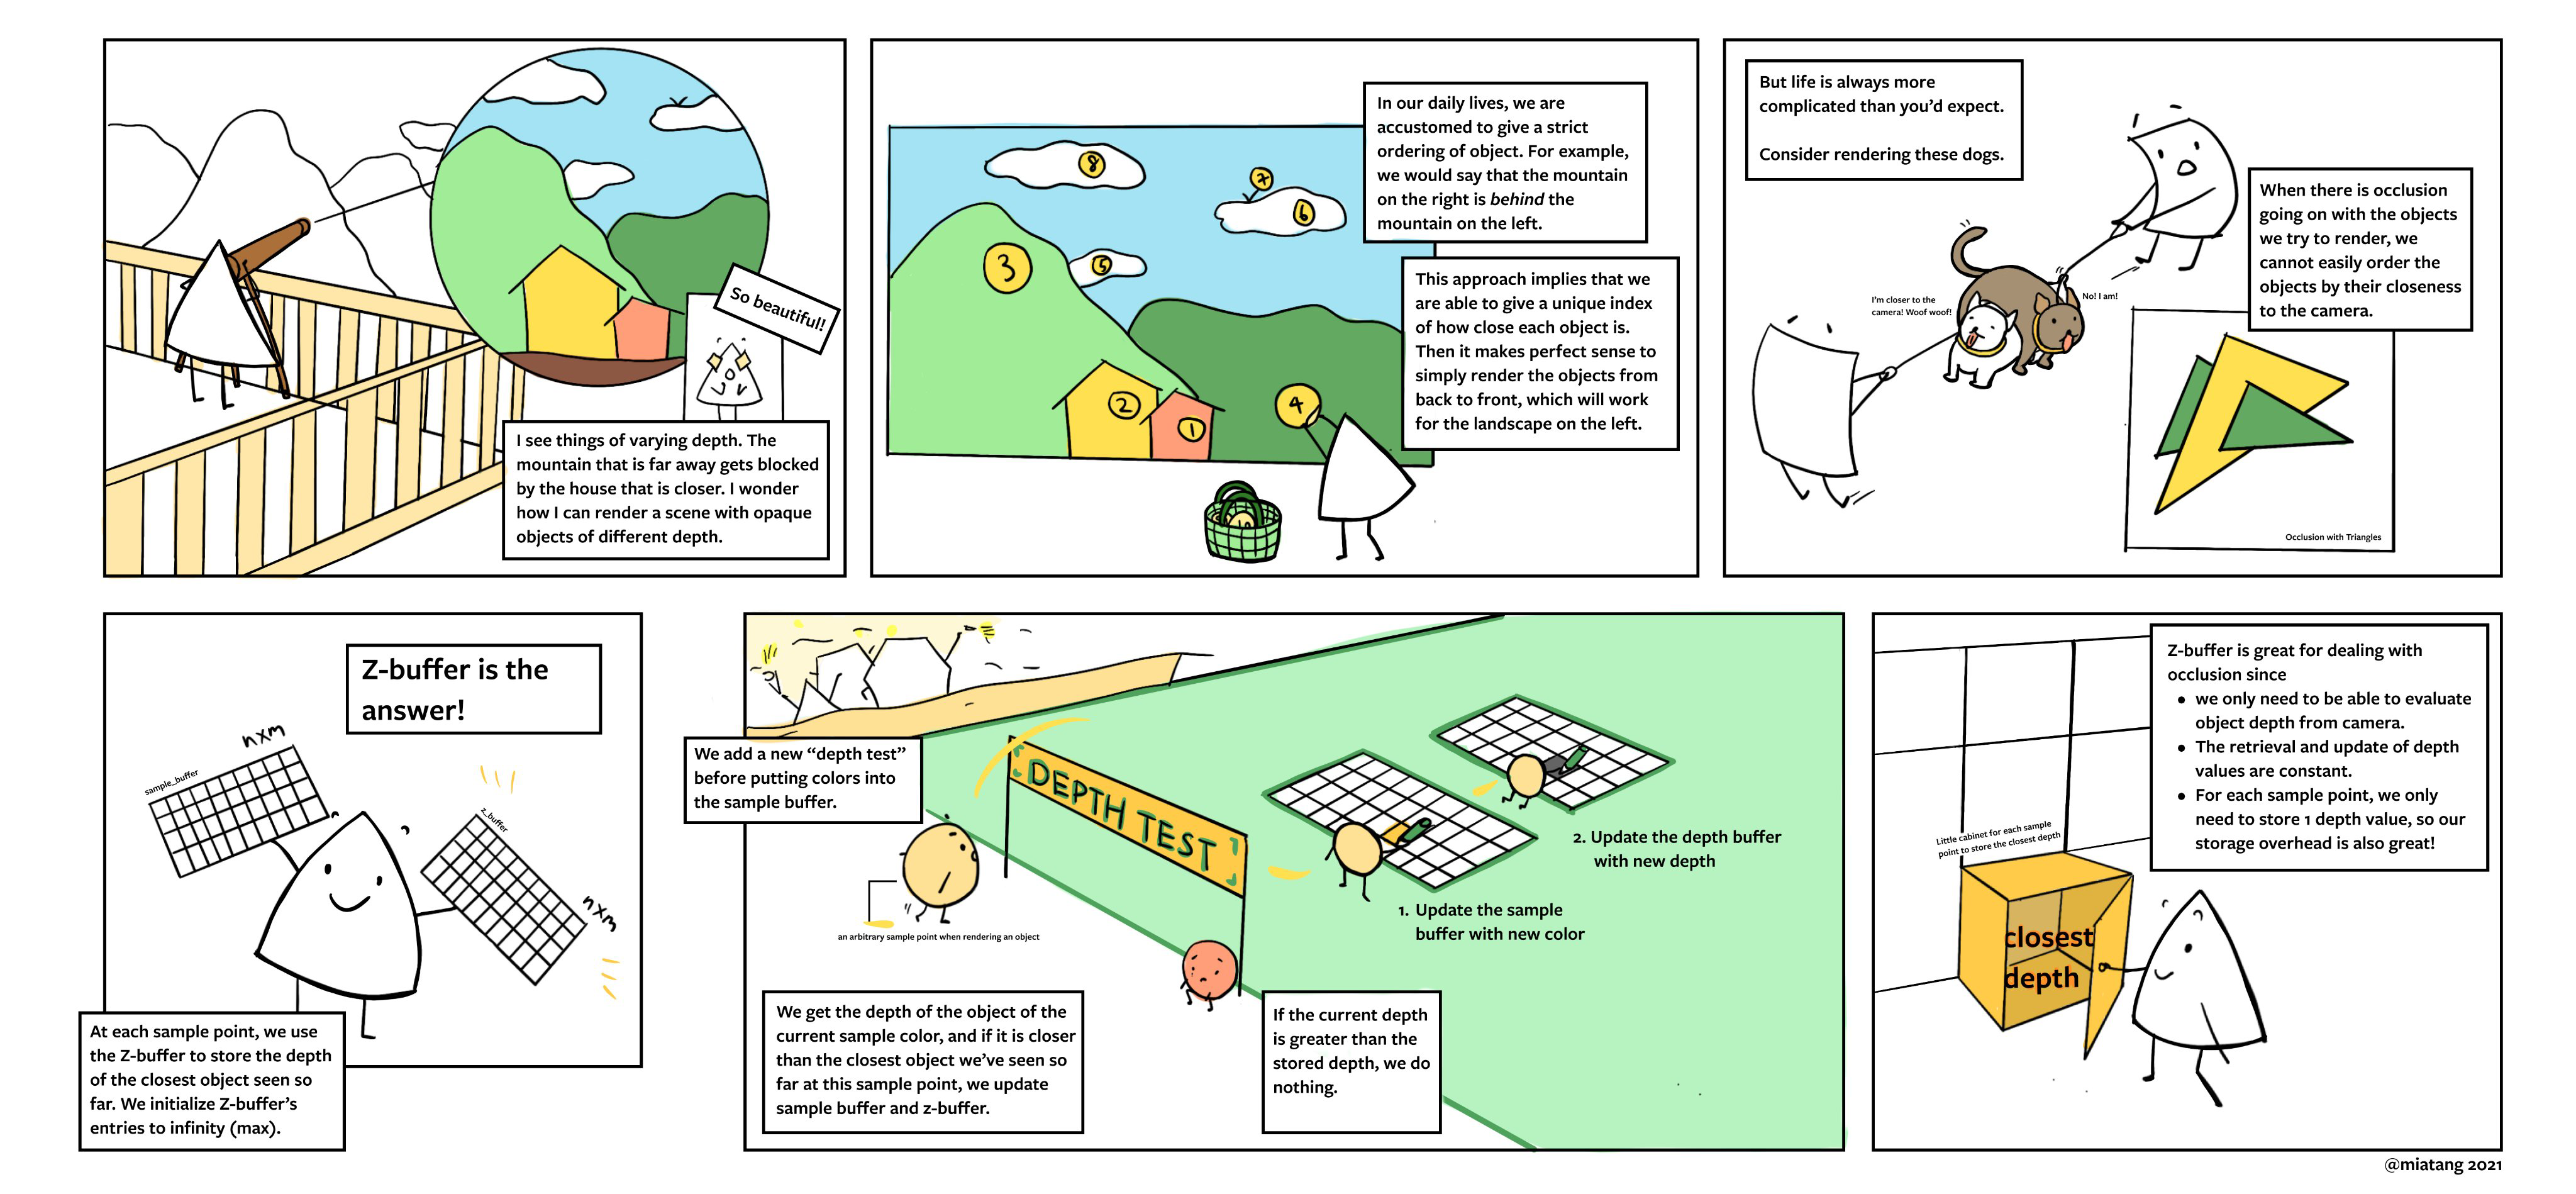 So beautiful!
I see things of varying depth. The
mountain that is far away gets blocked
by the house that is closer. I wonder
how I can render a scene with opaque
objects of different depth.
In our daily lives, we are
accustomed to give a strict
ordering of object. For example,
we would say that the mountain
on the right is behind the
mountain on the left.
This approach implies that we
are able to give a unique index
of how close each object is.
Then it makes perfect sense to
simply render the objects from
back to front, which will work
for the landscape on the left.
8
7
6
5
3
4
2
1
But life is always more
complicated than you'd expect.
Consider rendering these dogs.
When there is occlusion
going on with the objects
we try to render, we
cannot easily order the
objects by their closeness
to the camera.
I'm closer to the
camera! Woof woof!
No! I am!
Occlusion with Triangles
Z-buffer is the
answer!
nxm
sample_buffer
z_buffer
nxm
At each sample point, we use
the Z-buffer to store the depth
of the closest object seen so
far. We initialize Z-buffer's
entries to infinity (max).
We add a new “depth test”
before putting colors into
the sample buffer.
DEPTH TEST
an arbitrary sample point when rendering an object
1. Update the sample
buffer with new color
2. Update the depth buffer
with new depth
We get the depth of the object of the
current sample color, and if it is closer
than the closest object we've seen so
far at this sample point, we update
sample buffer and z-buffer.
If the current depth
is greater than the
stored depth, we do
nothing.
Z-buffer is great for dealing with
occlusion since
• we only need to be able to evaluate
object depth from camera.
• The retrieval and update of depth
values are constant.
• For each sample point, we only
need to store 1 depth value, so our
storage overhead is also great!
Little cabinet for each sample
point to store the closest depth
closest
depth
@miatang 2021